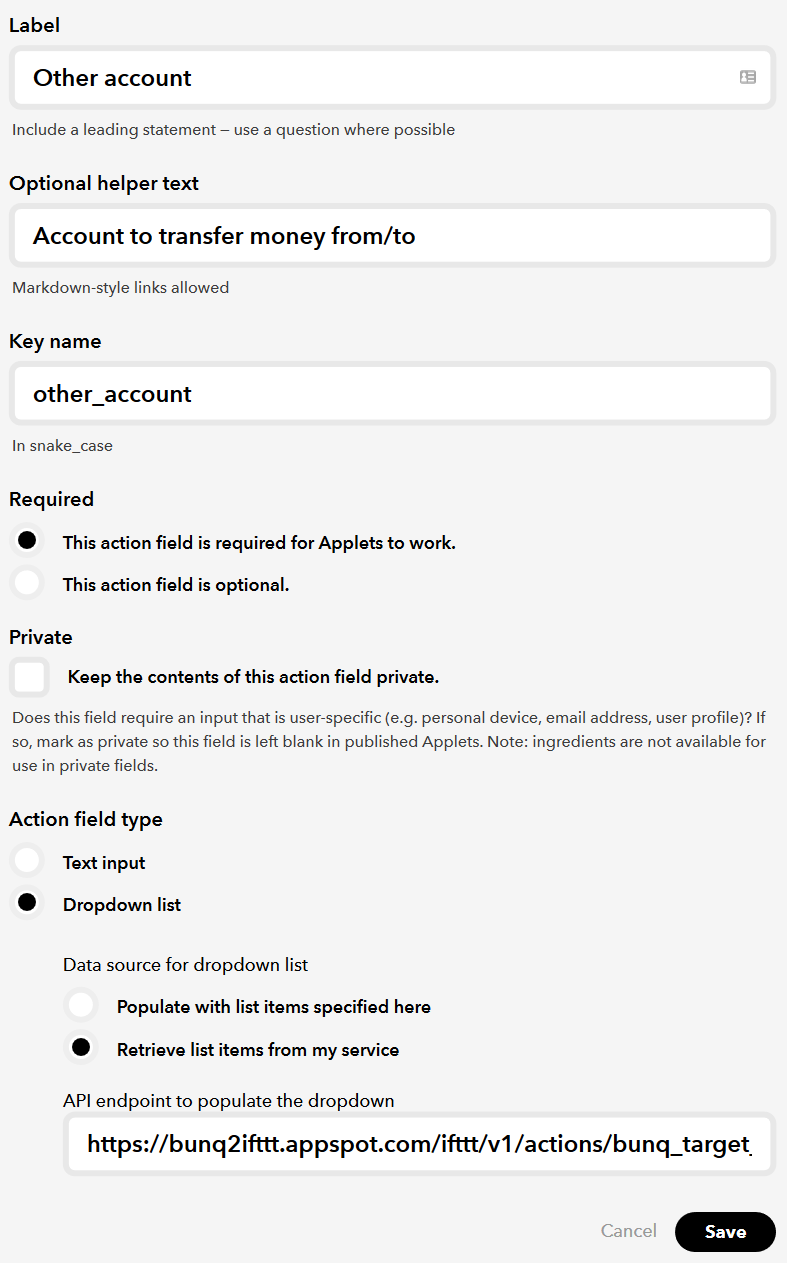 Label
Other account
Include a leading statement – use a question where possible
Optional helper text
Account to transfer money from/to
Markdown-style links allowed
Key name
other_account
In snake_case
Required
This action field is required for Applets to work.
This action field is optional.
Private
Keep the contents of this action field private.
Does this field require an input that is user-specific (e.g. personal device, email address, user profile)? If
so, mark as private so this field is left blank in published Applets. Note: ingredients are not available for
use in private fields.
Action field type
Text input
Dropdown list
Data source for dropdown list
Populate with list items specified here
Retrieve list items from my service
API endpoint to populate the dropdown
https://bunq2ifttt.appspot.com/ifttt/v1/actions/bunq_target_
Cancel
Save